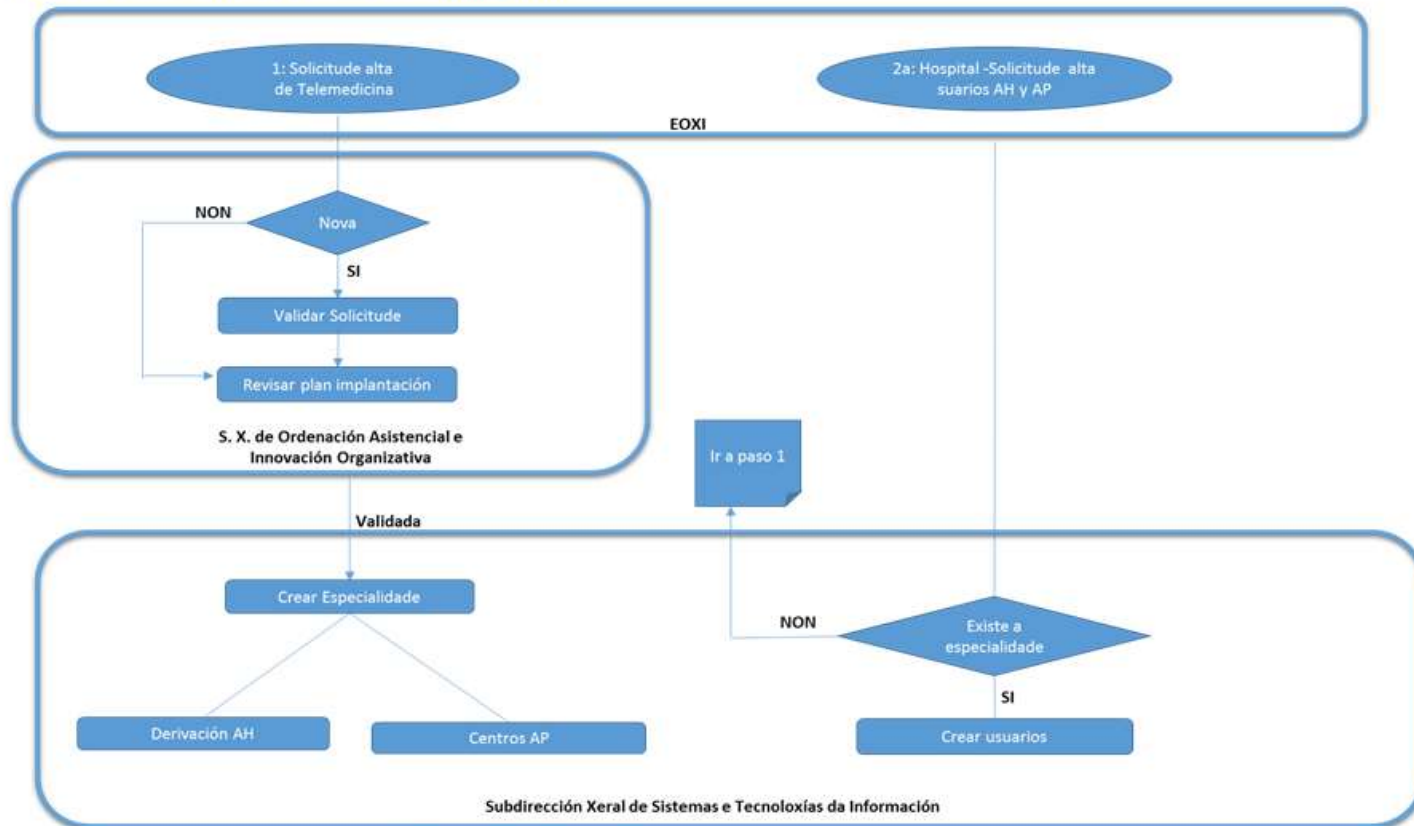 1: Solicitude alta
de Telemedicina
2a: Hospital -Solicitude alta
suarios AH y AP
EOXI
NON
Nova
SI
Validar Solicitude
Revisar plan implantación
S. X. de Ordenación Asistencial e
Innovación Organizativa
Ir a paso 1
Validada
Crear Especialidade
NON
Existe a
especialidade
SI
Derivación AH
Centros AP
Crear usuarios
Subdirección Xeral de Sistemas e Tecnoloxías da Información